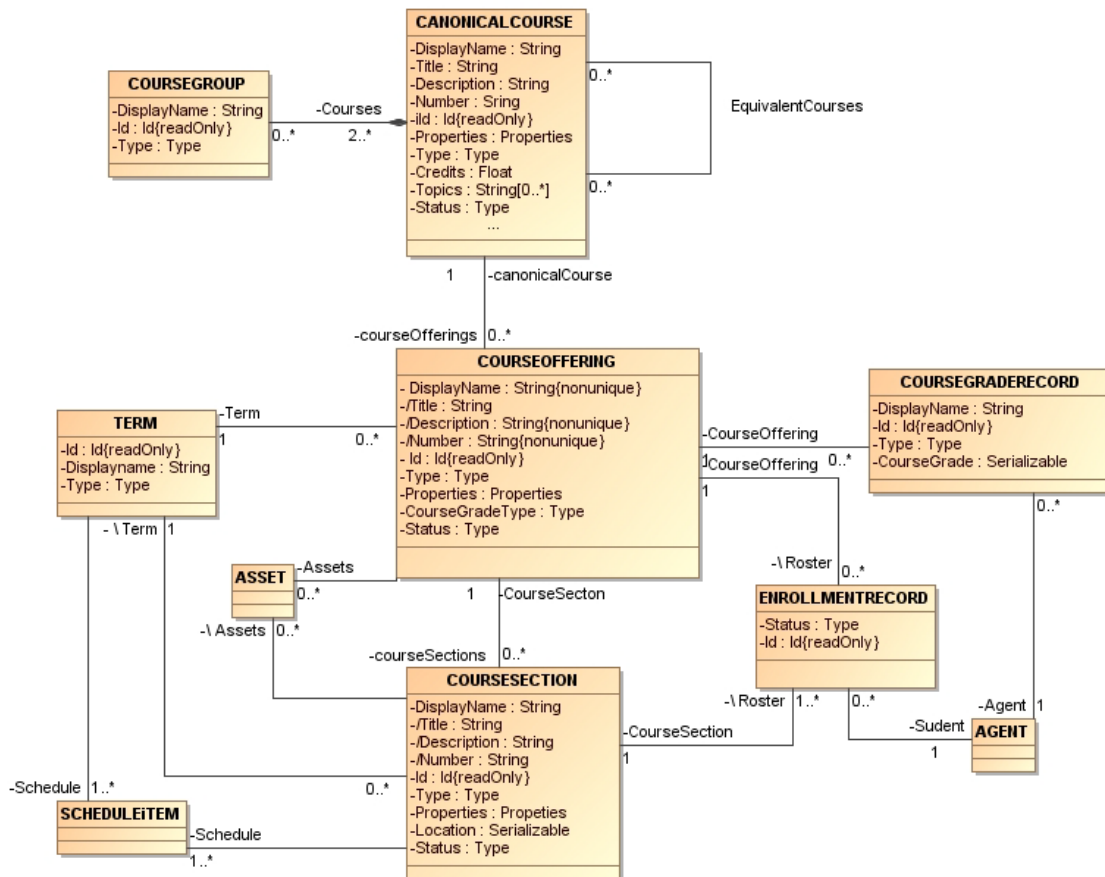 CANONICALCOURSE
-DisplayName : String
-Title : String
-Description : String
-Number : Sring
-iId : Id{readOnly}
-Properties : Properties
-Type : Type
-Credits : Float
-Topics : String[0..*]
-Status : Type
...
COURSEGROUP
-DisplayName : String
-Id : Id{readOnly}
-Type : Type
-Courses
0..*
2..*
0..*
EquivalentCourses
0..*
1
-canonicalCourse
-courseOfferings
0..*
COURSEOFFERING
- DisplayName : String{nonunique}
-/Title : String
-/Description : String{nonunique}
-/Number : String{nonunique}
- Id : Id{readOnly}
-Type : Type
-Properties : Properties
-CourseGradeType : Type
-Status : Type
COURSEGRADERECORD
-DisplayName : String
-Id : Id{readOnly}
-Type : Type
-CourseGrade : Serializable
TERM
-Id : Id{readOnly}
-Displayname : String
-Type : Type
-Term
1
0..*
-CourseOffering
1
0..*
-CourseOffering
1
0..*
- \ Term
1
-\ Roster
0..*
ASSET
-Assets
0..*
-\ Assets
0..*
1
-CourseSecton
-courseSections
0..*
ENROLLMENTRECORD
-Status : Type
-Id : Id{readOnly}
COURSESECTION
-DisplayName : String
-/Title : String
-/Description : String
-/Number : String
-Id : Id{readOnly}
-Type : Type
-Properties : Propeties
-Location : Serializable
-Status : Type
-\ Roster
1..*
0..*
-CourseSection
1
-Sudent
1
-Agent
1
AGENT
-Schedule
1..*
0..*
SCHEDULEiTEM
-Schedule
1..*